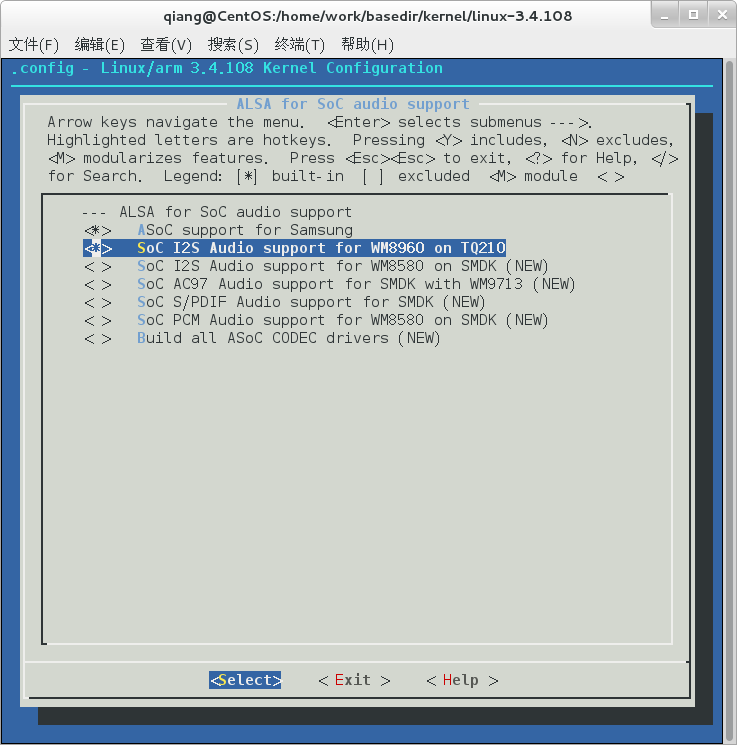 qiang@CentOS:/home/work/basedir/kernel/linux-3.4.108
文件(F) 编辑(E) 查看(V) 搜索(S) 终端(T) 帮助(H)
.config - Linux/arm 3.4.108 Kernel Configuration
ALSA for SoC audio support
Arrow keys navigate the menu. <Enter> selects submenus --->.
Highlighted letters are hotkeys. Pressing <Y> includes, <N> excludes,
<M> modularizes features. Press <Esc><Esc> to exit, <?> for Help, </>
for Search. Legend: [*] built-in [ ] excluded <M> module < >
--- ALSA for SoC audio support
<*> ASoC support for Samsung
<*> SoC I2S Audio support for WM8960 on TQ210
< > SoC I2S Audio support for WM8580 on SMDK (NEW)
< > SoC AC97 Audio support for SMDK with WM9713 (NEW)
< > SoC S/PDIF Audio support for SMDK (NEW)
< > SoC PCM Audio support for WM8580 on SMDK (NEW)
< > Build all ASoC CODEC drivers (NEW)
<Select> < Exit > < Help >